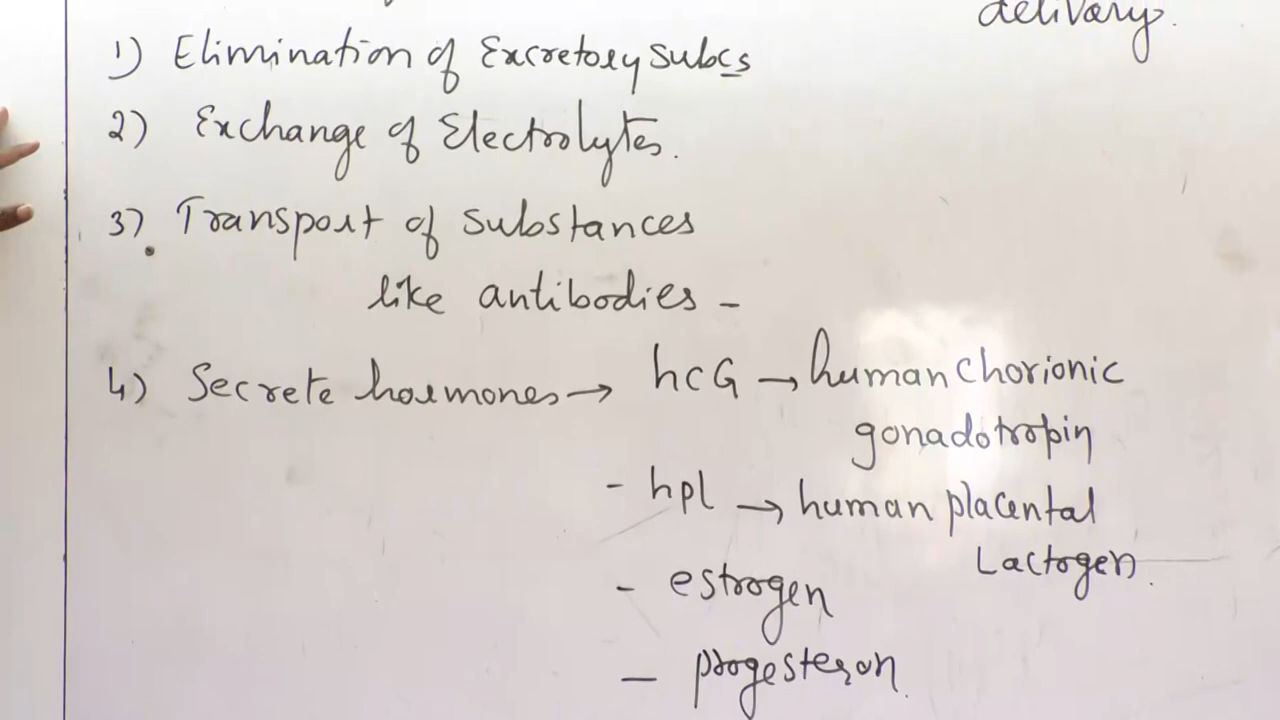 delivary.
1) Elimination of Excretory Subcs
2) Exchange of Electrolytes.
3) Transport of Substances
like antibodies -
4) Secrete hormones → hCG → human chorionic
gonadotropin
- hpl → human placental
Lactogen.
- estrogen
- progesteron.